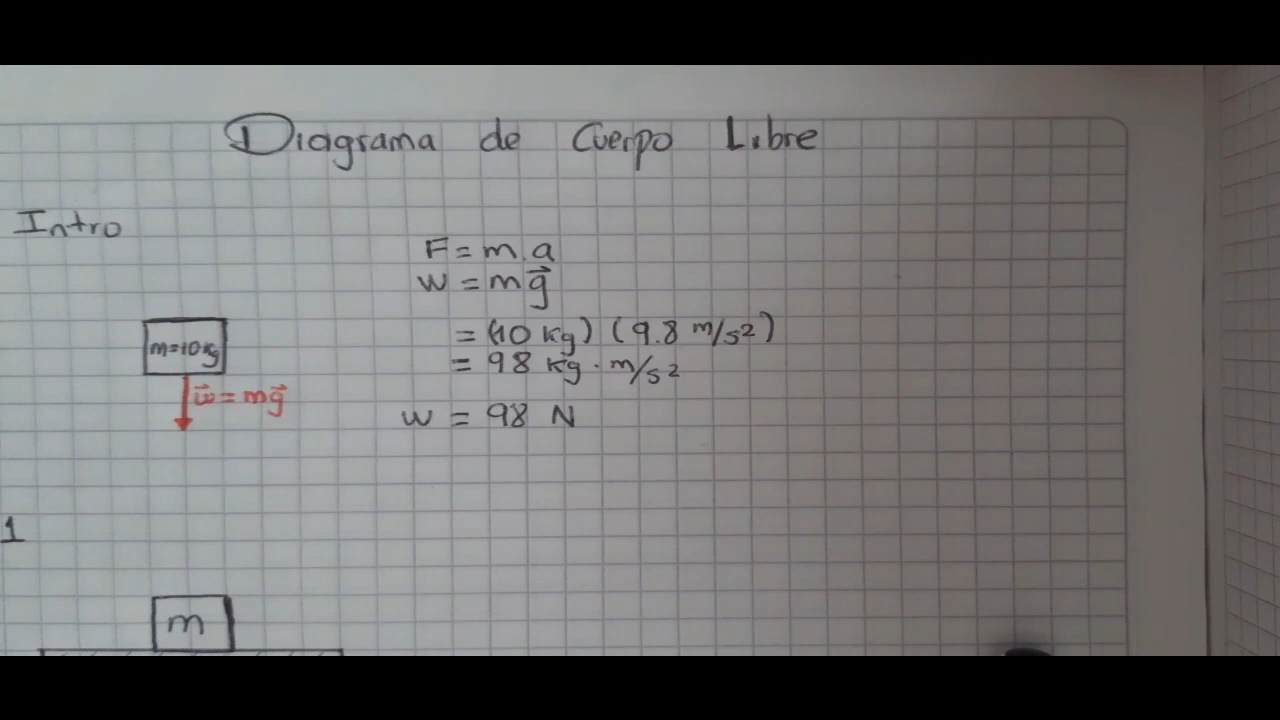 Diagrama de Cuerpo Libre
Intro
F = m.a
W = mg⃗
= (10 kg) (9.8 m/s2)
= 98 kg . m/s2
W = 98 N
m=10kg
w⃗ = mg⃗
1
m